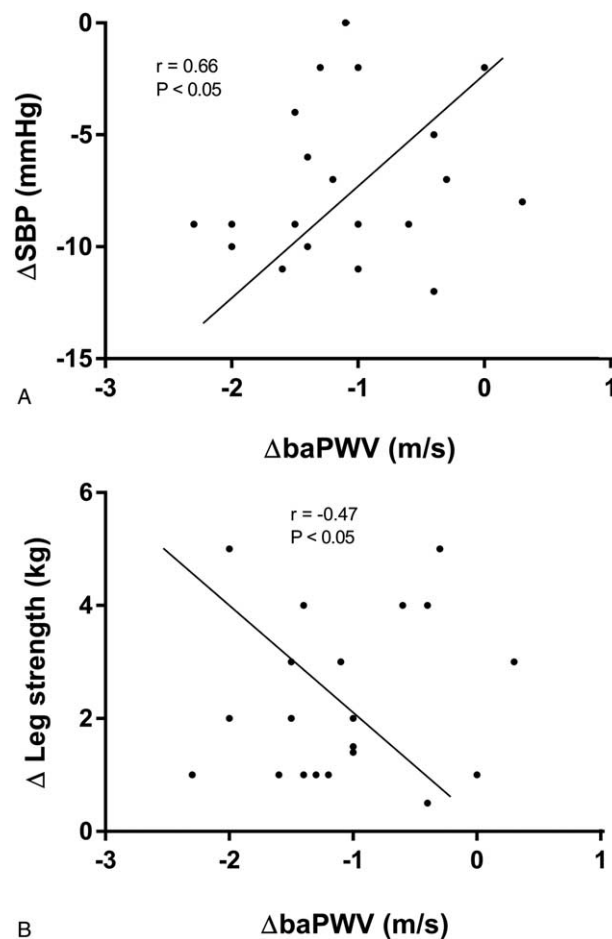 0
r = 0.66
P < 0.05
-5
ΔSBP (mmHg)
-10
-15
-3 -2 -1 0 1
A
ΔbaPWV (m/s)
6
r = -0.47
P < 0.05
4
Δ Leg strength (kg)
2
0
-3 -2 -1 0 1
B
ΔbaPWV (m/s)